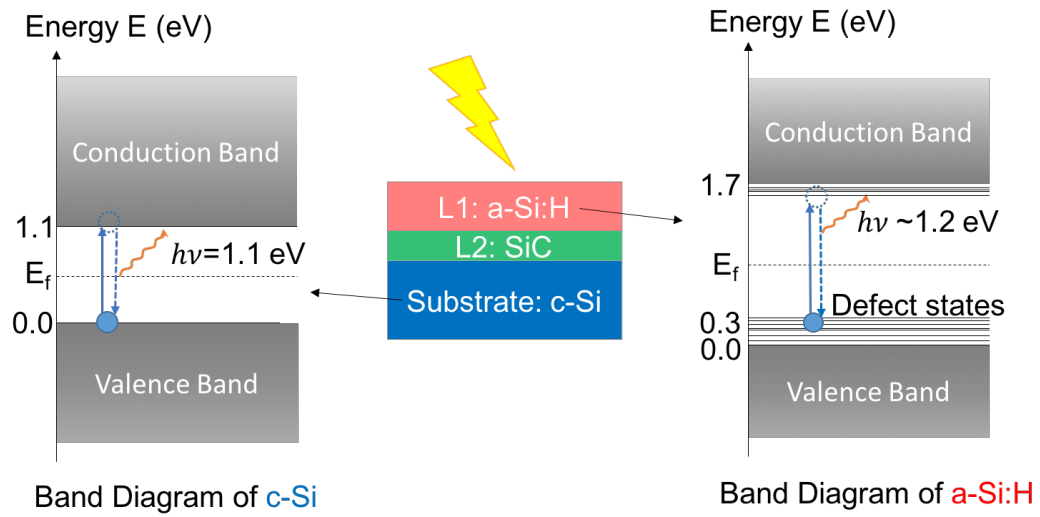 Energy E (eV)
Conduction Band
1.1
hν=1.1 eV
E_f
0.0
Valence Band
Band Diagram of c-Si
L1: a-Si:H
L2: SiC
Substrate: c-Si
Energy E (eV)
Conduction Band
1.7
hν ~1.2 eV
E_f
Defect states
0.3
0.0
Valence Band
Band Diagram of a-Si:H